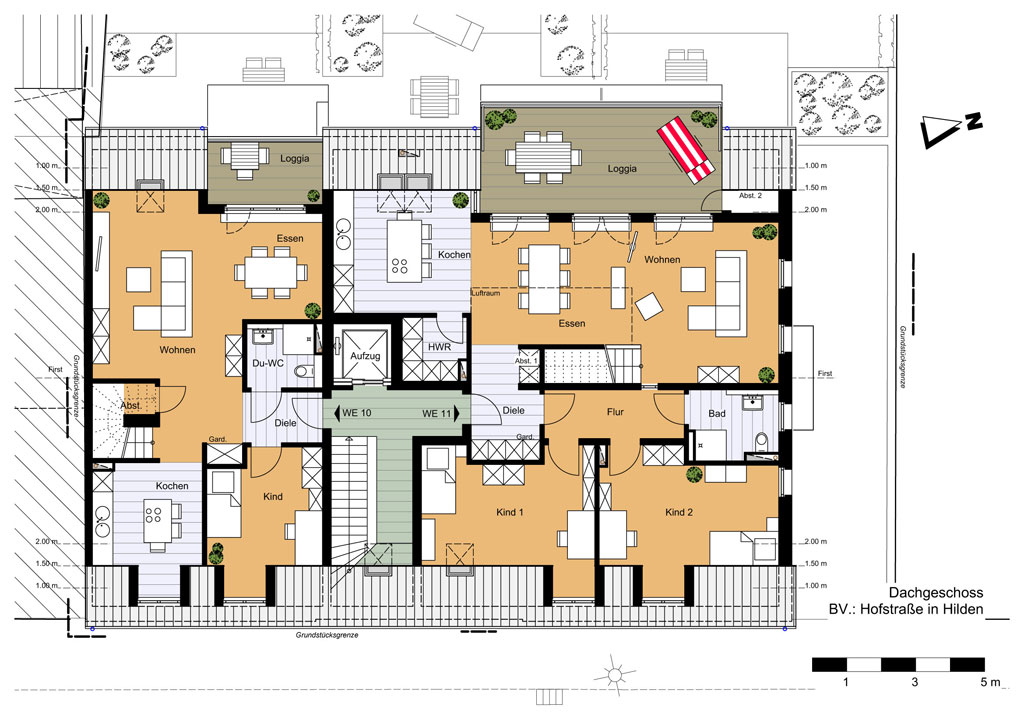 N
Loggia
Loggia
Abst. 2
1.00 m
1.50 m
2.00 m
1.00 m
1.50 m
2.00 m
Essen
Kochen
Wohnen
Luftraum
Essen
Wohnen
Du-WC
Aufzug
HWR
Abst. 1
First
First
Grundstücksgrenze
Grundstücksgrenze
Abst.
Diele
WE 10
WE 11
Diele
Flur
Bad
Gard.
Gard.
Kochen
Kind
Kind 1
Kind 2
2.00 m
1.50 m
1.00 m
2.00 m
1.50 m
1.00 m
Grundstücksgrenze
Dachgeschoss
BV.: Hofstraße in Hilden
1 3 5 m